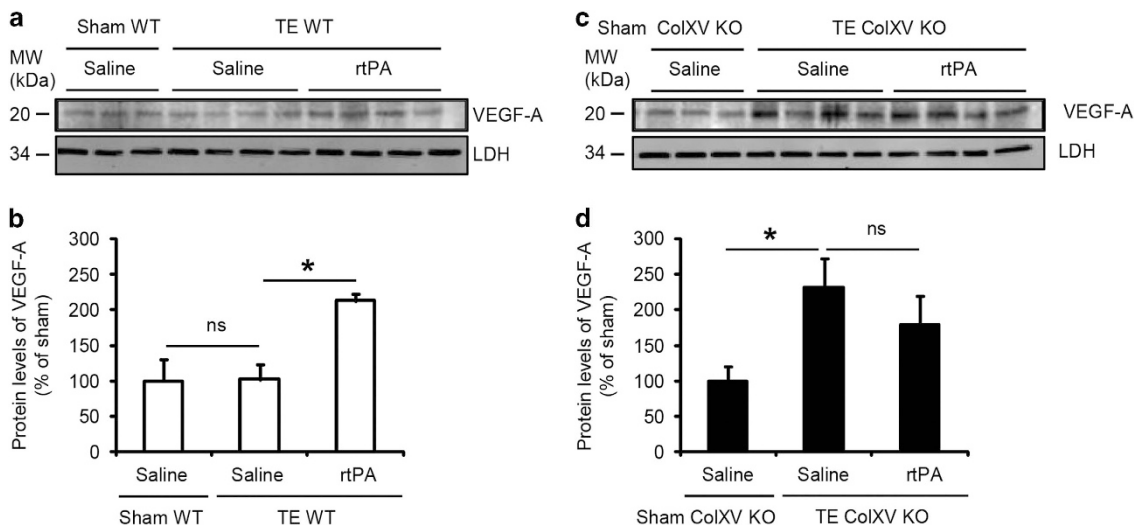 a
Sham WT TE WT
MW
(kDa)
Saline Saline rtPA
20 VEGF-A
34 LDH
b
Protein levels of VEGF-A
(% of sham)
300
250
200
150
100
50
0
ns
*
Saline Saline rtPA
Sham WT TE WT
c
Sham ColXV KO TE ColXV KO
MW
(kDa)
Saline Saline rtPA
20 VEGF-A
34 LDH
d
Protein levels of VEGF-A
(% of sham)
300
250
200
150
100
50
0
*
ns
Saline Saline rtPA
Sham ColXV KO TE ColXV KO